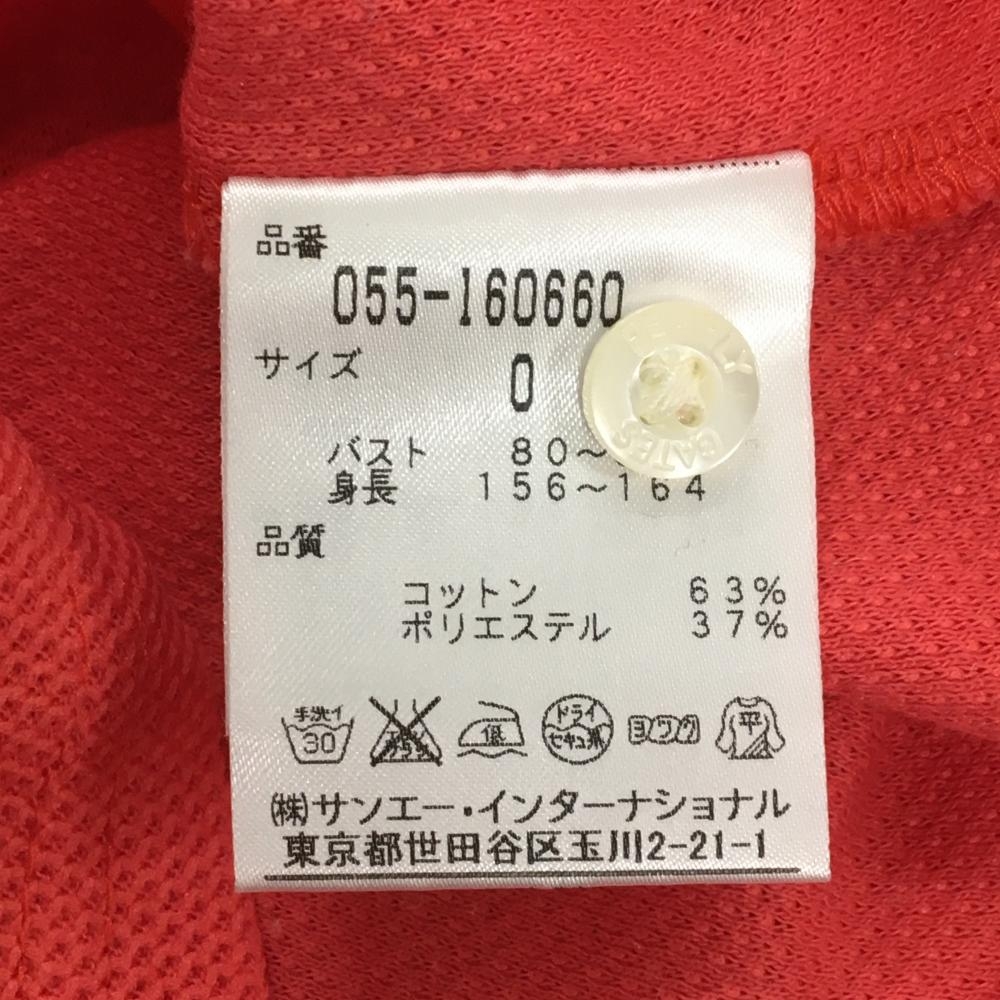 品番
055-160660
サイズ 0
バスト 80~
身長 156~164
品質
コットン 63%
ポリエステル 37%
手洗イ 30 低 ドライ セキユ系 ヨワク 平
㈱サンエー・インターナショナル
東京都世田谷区玉川2-21-1
GATES